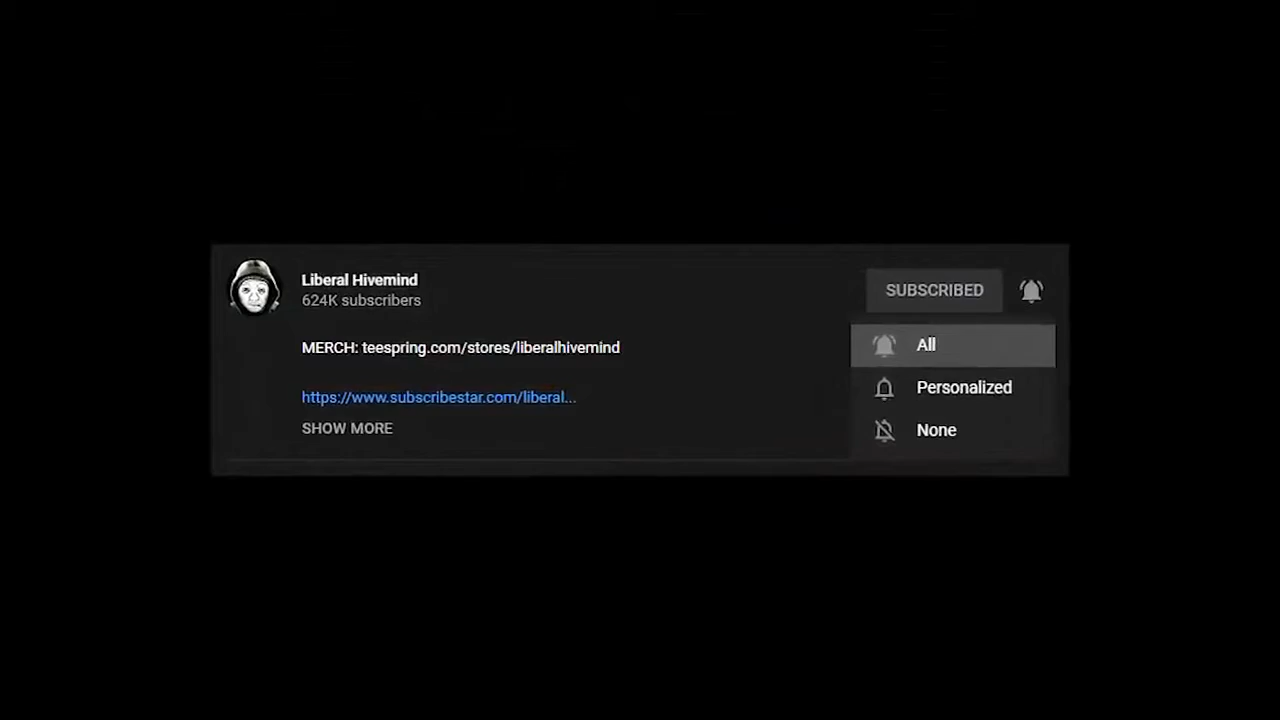 Liberal Hivemind
624K subscribers
SUBSCRIBED
MERCH: teespring.com/stores/liberalhivemind
https://www.subscribestar.com/liberal...
SHOW MORE
All
Personalized
None